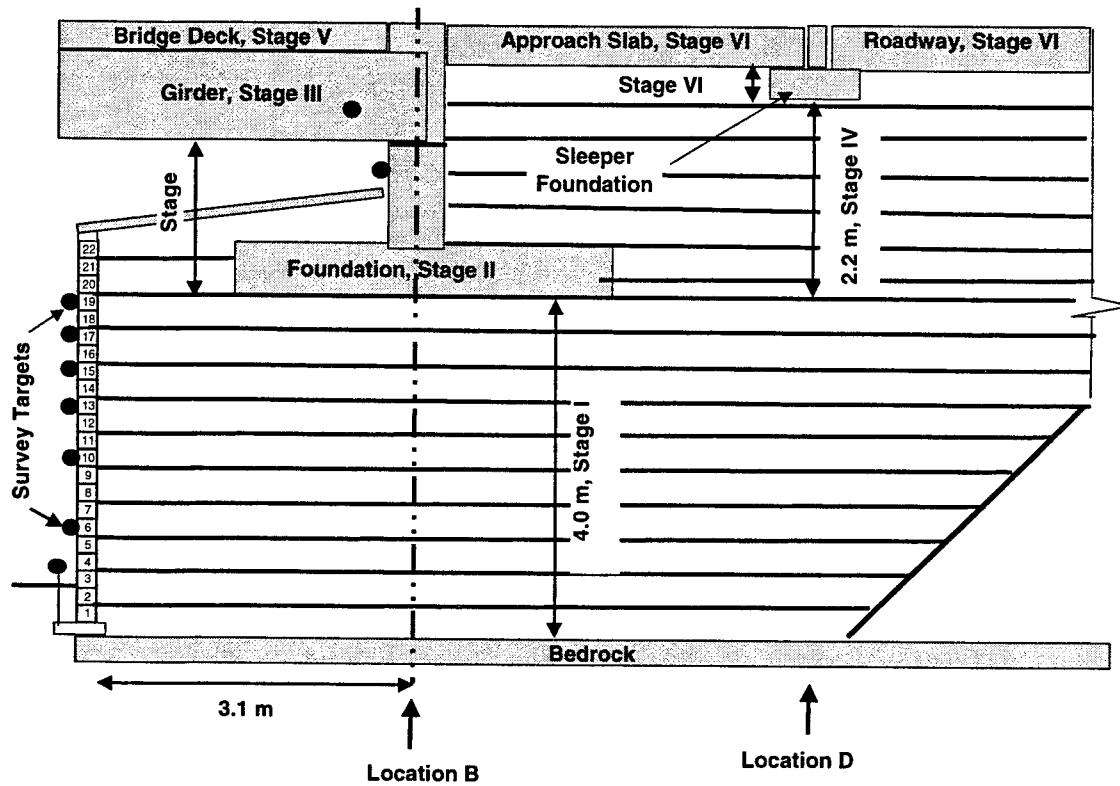 Bridge Deck, Stage V
Approach Slab, Stage VI
Roadway, Stage VI
Girder, Stage III
Stage VI
Sleeper
Foundation
Stage
2.2 m, Stage IV
22
21
20
19
18
17
16
15
14
13
12
11
10
9
8
7
6
5
4
3
2
1
Foundation, Stage II
Survey Targets
4.0 m, Stage I
Bedrock
3.1 m
Location B
Location D